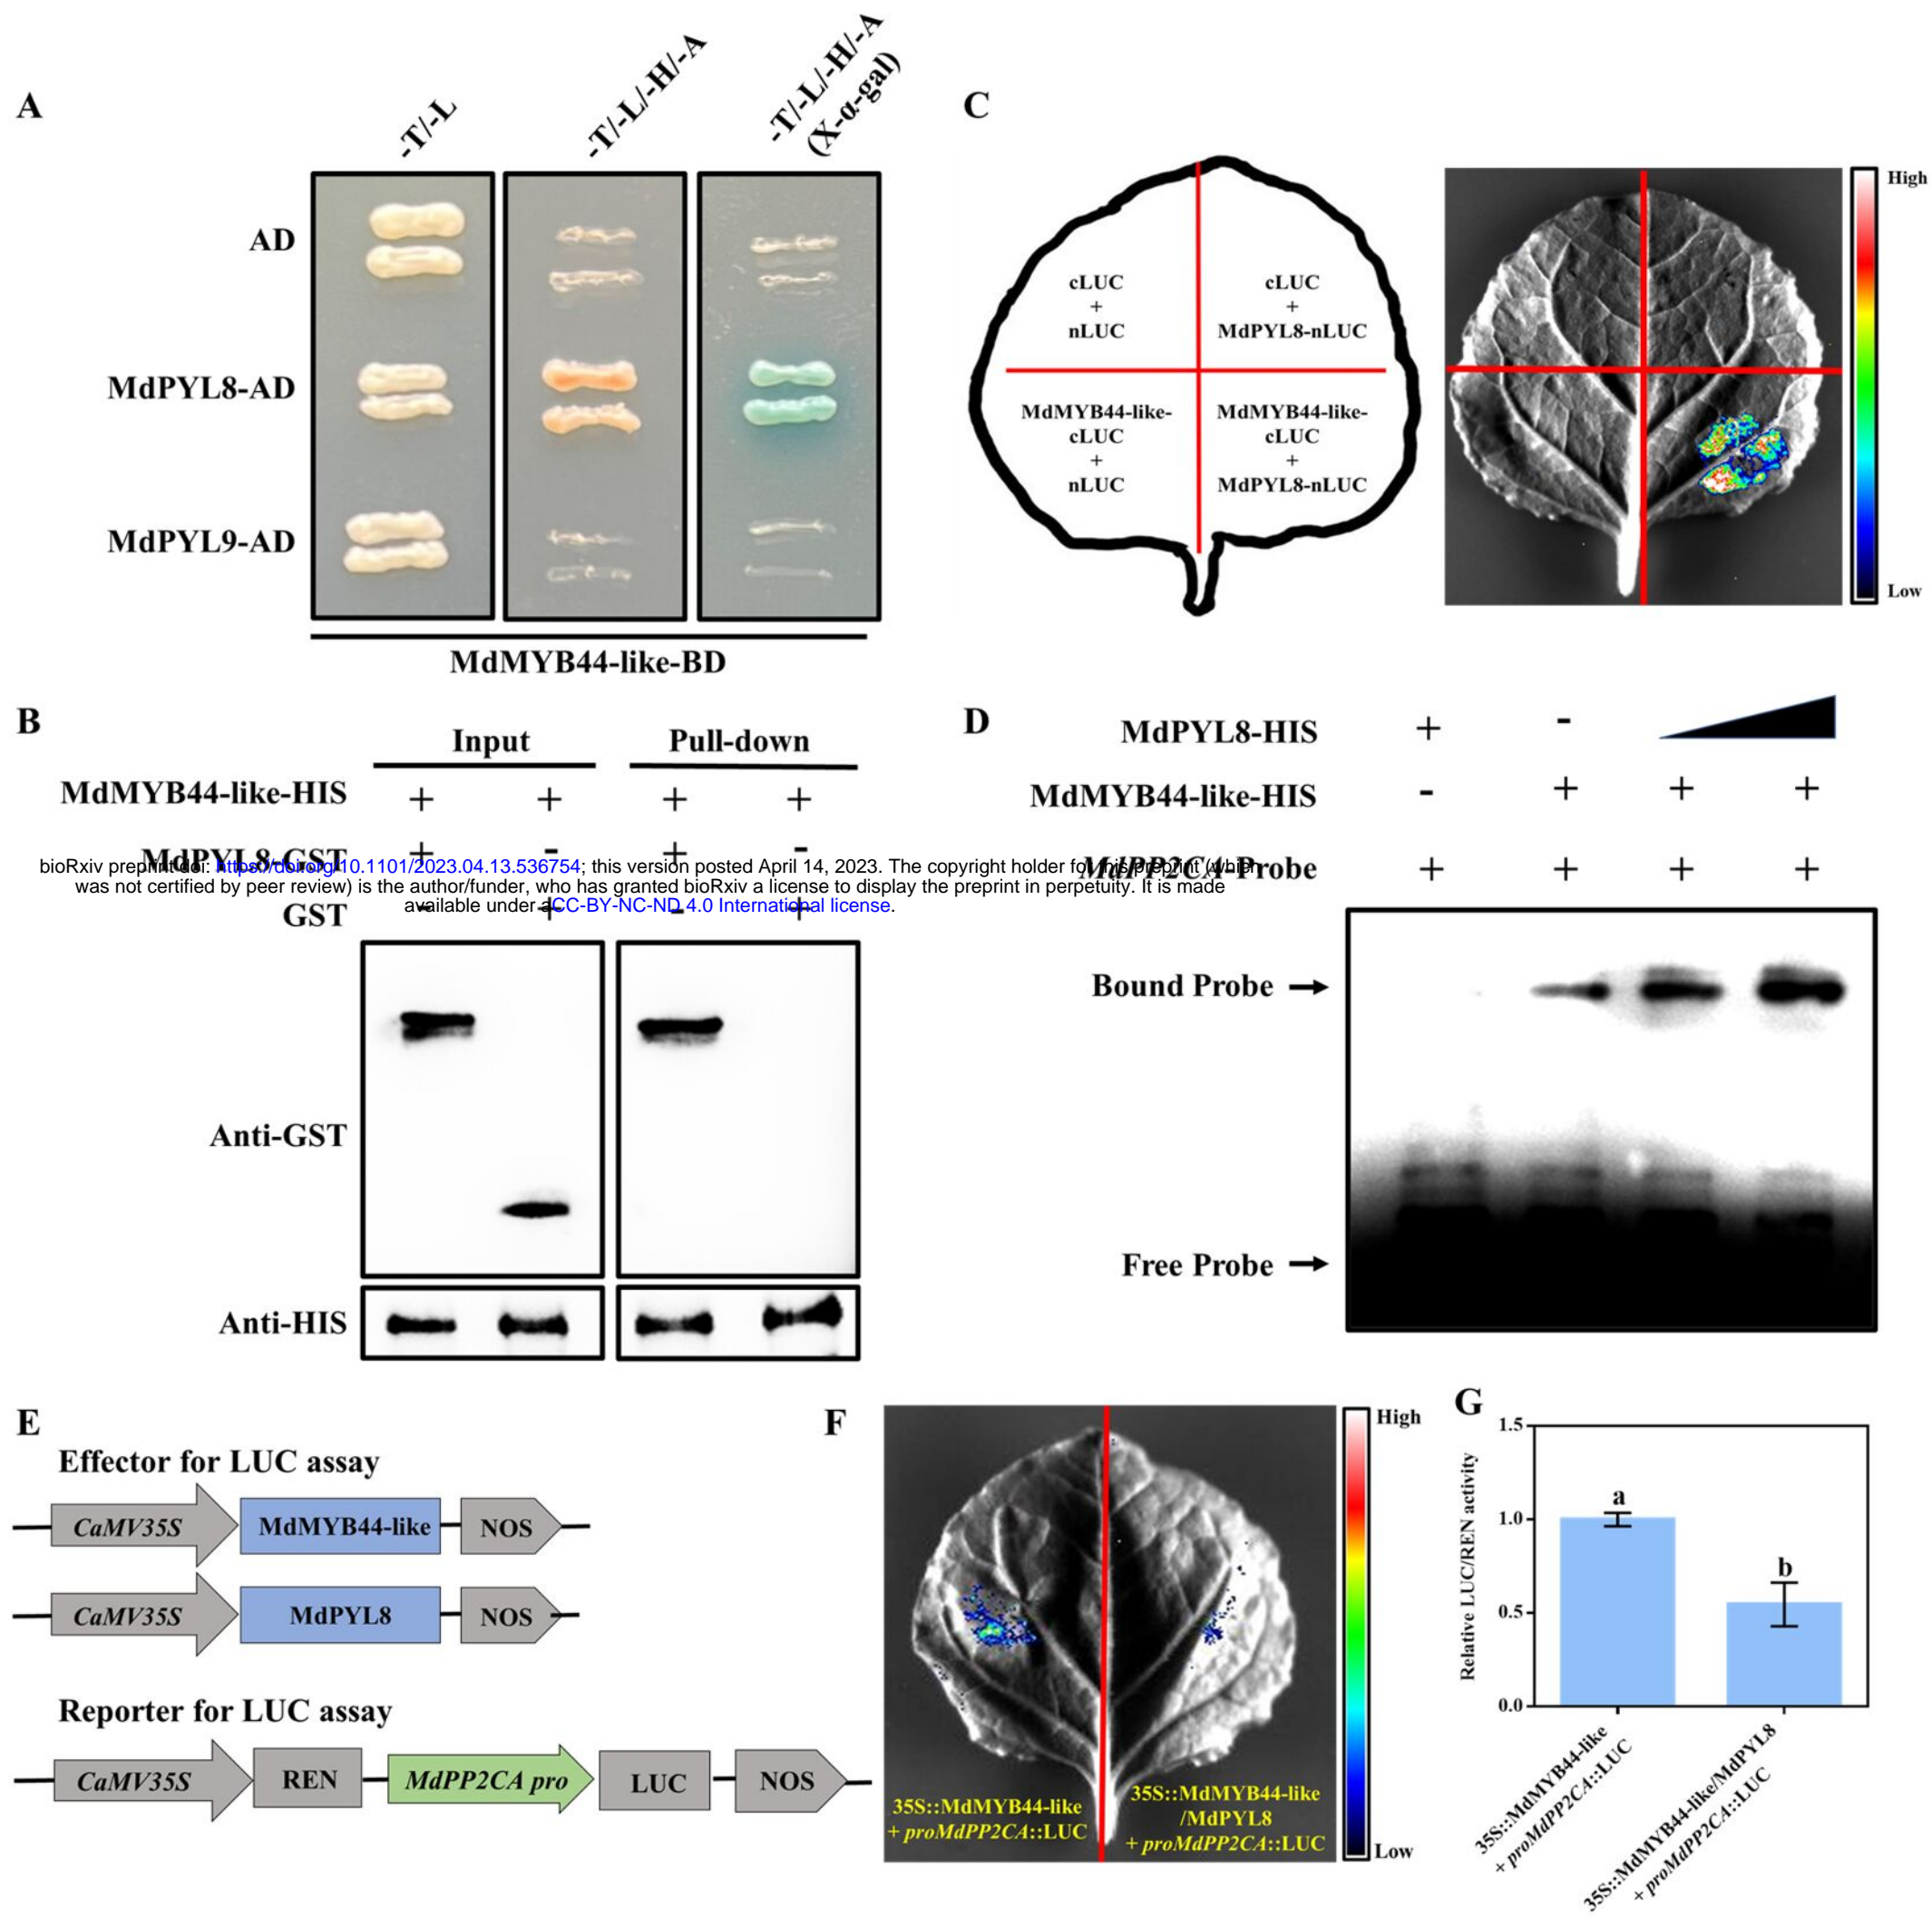 A
-T/-L
-T/-L/-H/-A
-T/-L/-H/-A
(X-α-gal)
AD
MdPYL8-AD
MdPYL9-AD
MdMYB44-like-BD
C
cLUC
+
nLUC
cLUC
+
MdPYL8-nLUC
MdMYB44-like-
cLUC
+
nLUC
MdMYB44-like-
cLUC
+
MdPYL8-nLUC
High
Low
B
Input
Pull-down
MdMYB44-like-HIS + + + +
MdPYL8-GST + - + -
GST - + - +
bioRxiv preprint doi: https://doi.org/10.1101/2023.04.13.536754; this version posted April 14, 2023. The copyright holder for this preprint (which
was not certified by peer review) is the author/funder, who has granted bioRxiv a license to display the preprint in perpetuity. It is made
available under aCC-BY-NC-ND 4.0 International license.
Anti-GST
Anti-HIS
D
MdPYL8-HIS + -
MdMYB44-like-HIS - + + +
MdPP2CA-Probe + + + +
Bound Probe →
Free Probe →
E
Effector for LUC assay
CaMV35S MdMYB44-like NOS
CaMV35S MdPYL8 NOS
Reporter for LUC assay
CaMV35S REN MdPP2CA pro LUC NOS
F
35S::MdMYB44-like
+ proMdPP2CA::LUC
35S::MdMYB44-like
/MdPYL8
+ proMdPP2CA::LUC
High
Low
G
Relative LUC/REN activity
1.5
1.0
0.5
0.0
a
b
35S::MdMYB44-like
+ proMdPP2CA::LUC
35S::MdMYB44-like/MdPYL8
+ proMdPP2CA::LUC